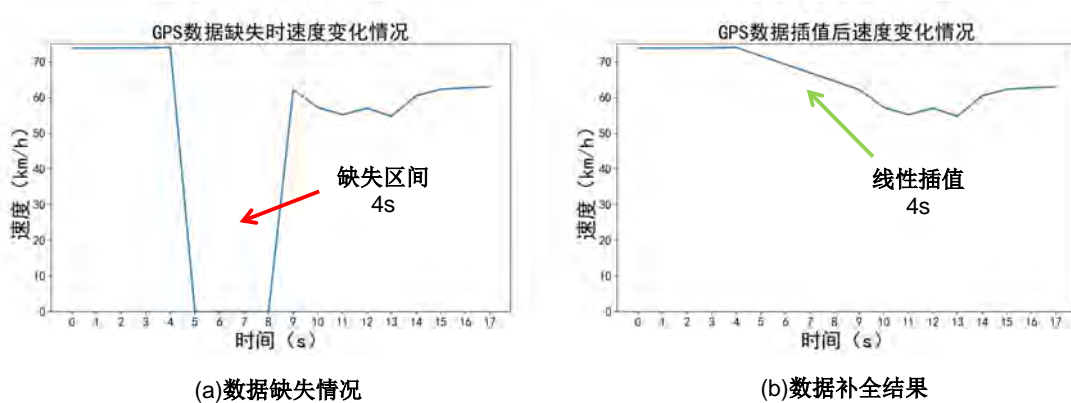 GPS数据缺失时速度变化情况
速度（km/h）
70
60
50
40
30
20
10
0
缺失区间
4s
0 1 2 3 4 5 6 7 8 9 10 11 12 13 14 15 16 17
时间（s）
(a)数据缺失情况
GPS数据插值后速度变化情况
速度（km/h）
70
60
50
40
30
20
10
0
线性插值
4s
0 1 2 3 4 5 6 7 8 9 10 11 12 13 14 15 16 17
时间（s）
(b)数据补全结果